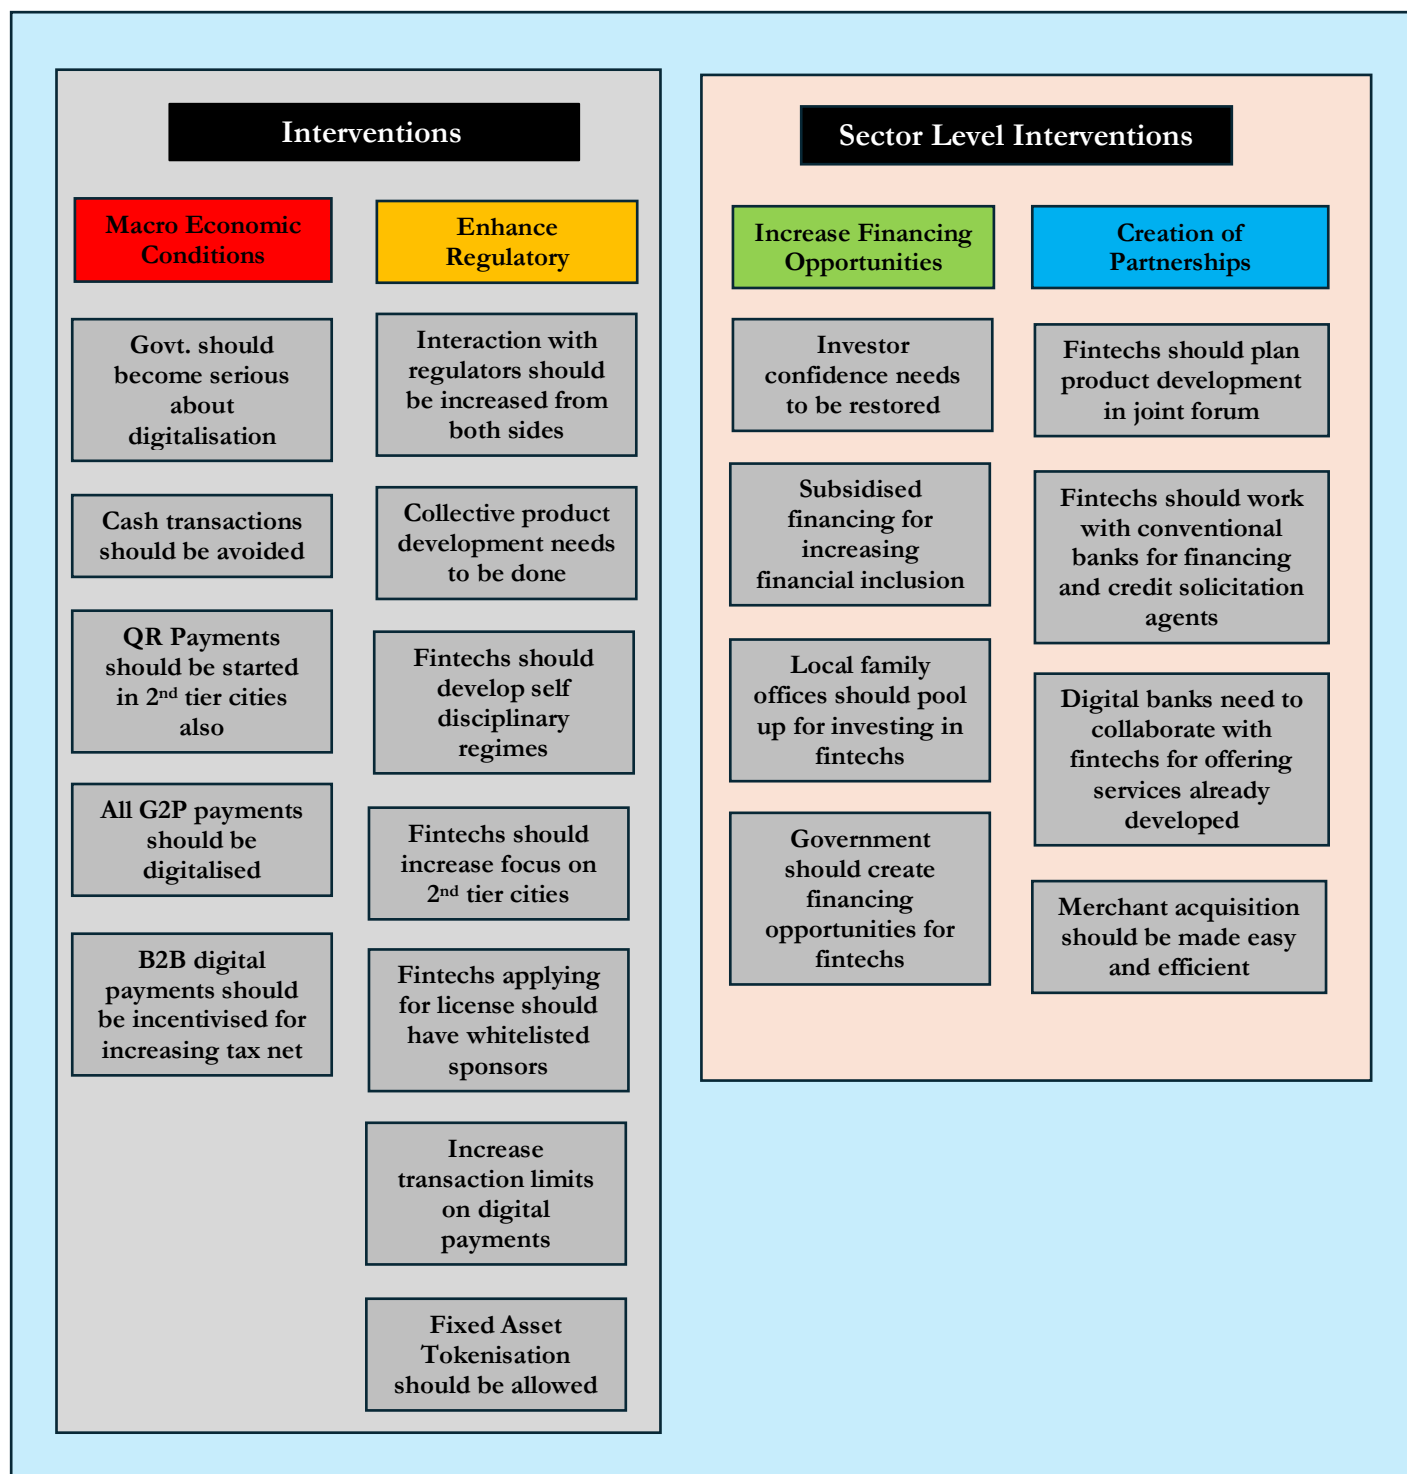 Interventions
Macro Economic
Conditions
Govt. should
become serious
about
digitalisation
Cash transactions
should be avoided
QR Payments
should be started
in 2nd tier cities
also
All G2P payments
should be
digitalised
B2B digital
payments should
be incentivised for
increasing tax net
Enhance
Regulatory
Interaction with
regulators should
be increased from
both sides
Collective product
development needs
to be done
Fintechs should
develop self
disciplinary
regimes
Fintechs should
increase focus on
2nd tier cities
Fintechs applying
for license should
have whitelisted
sponsors
Increase
transaction limits
on digital
payments
Fixed Asset
Tokenisation
should be allowed
Sector Level Interventions
Increase Financing
Opportunities
Investor
confidence needs
to be restored
Subsidised
financing for
increasing
financial inclusion
Local family
offices should pool
up for investing in
fintechs
Government
should create
financing
opportunities for
fintechs
Creation of
Partnerships
Fintechs should plan
product development
in joint forum
Fintechs should work
with conventional
banks for financing
and credit solicitation
agents
Digital banks need to
collaborate with
fintechs for offering
services already
developed
Merchant acquisition
should be made easy
and efficient